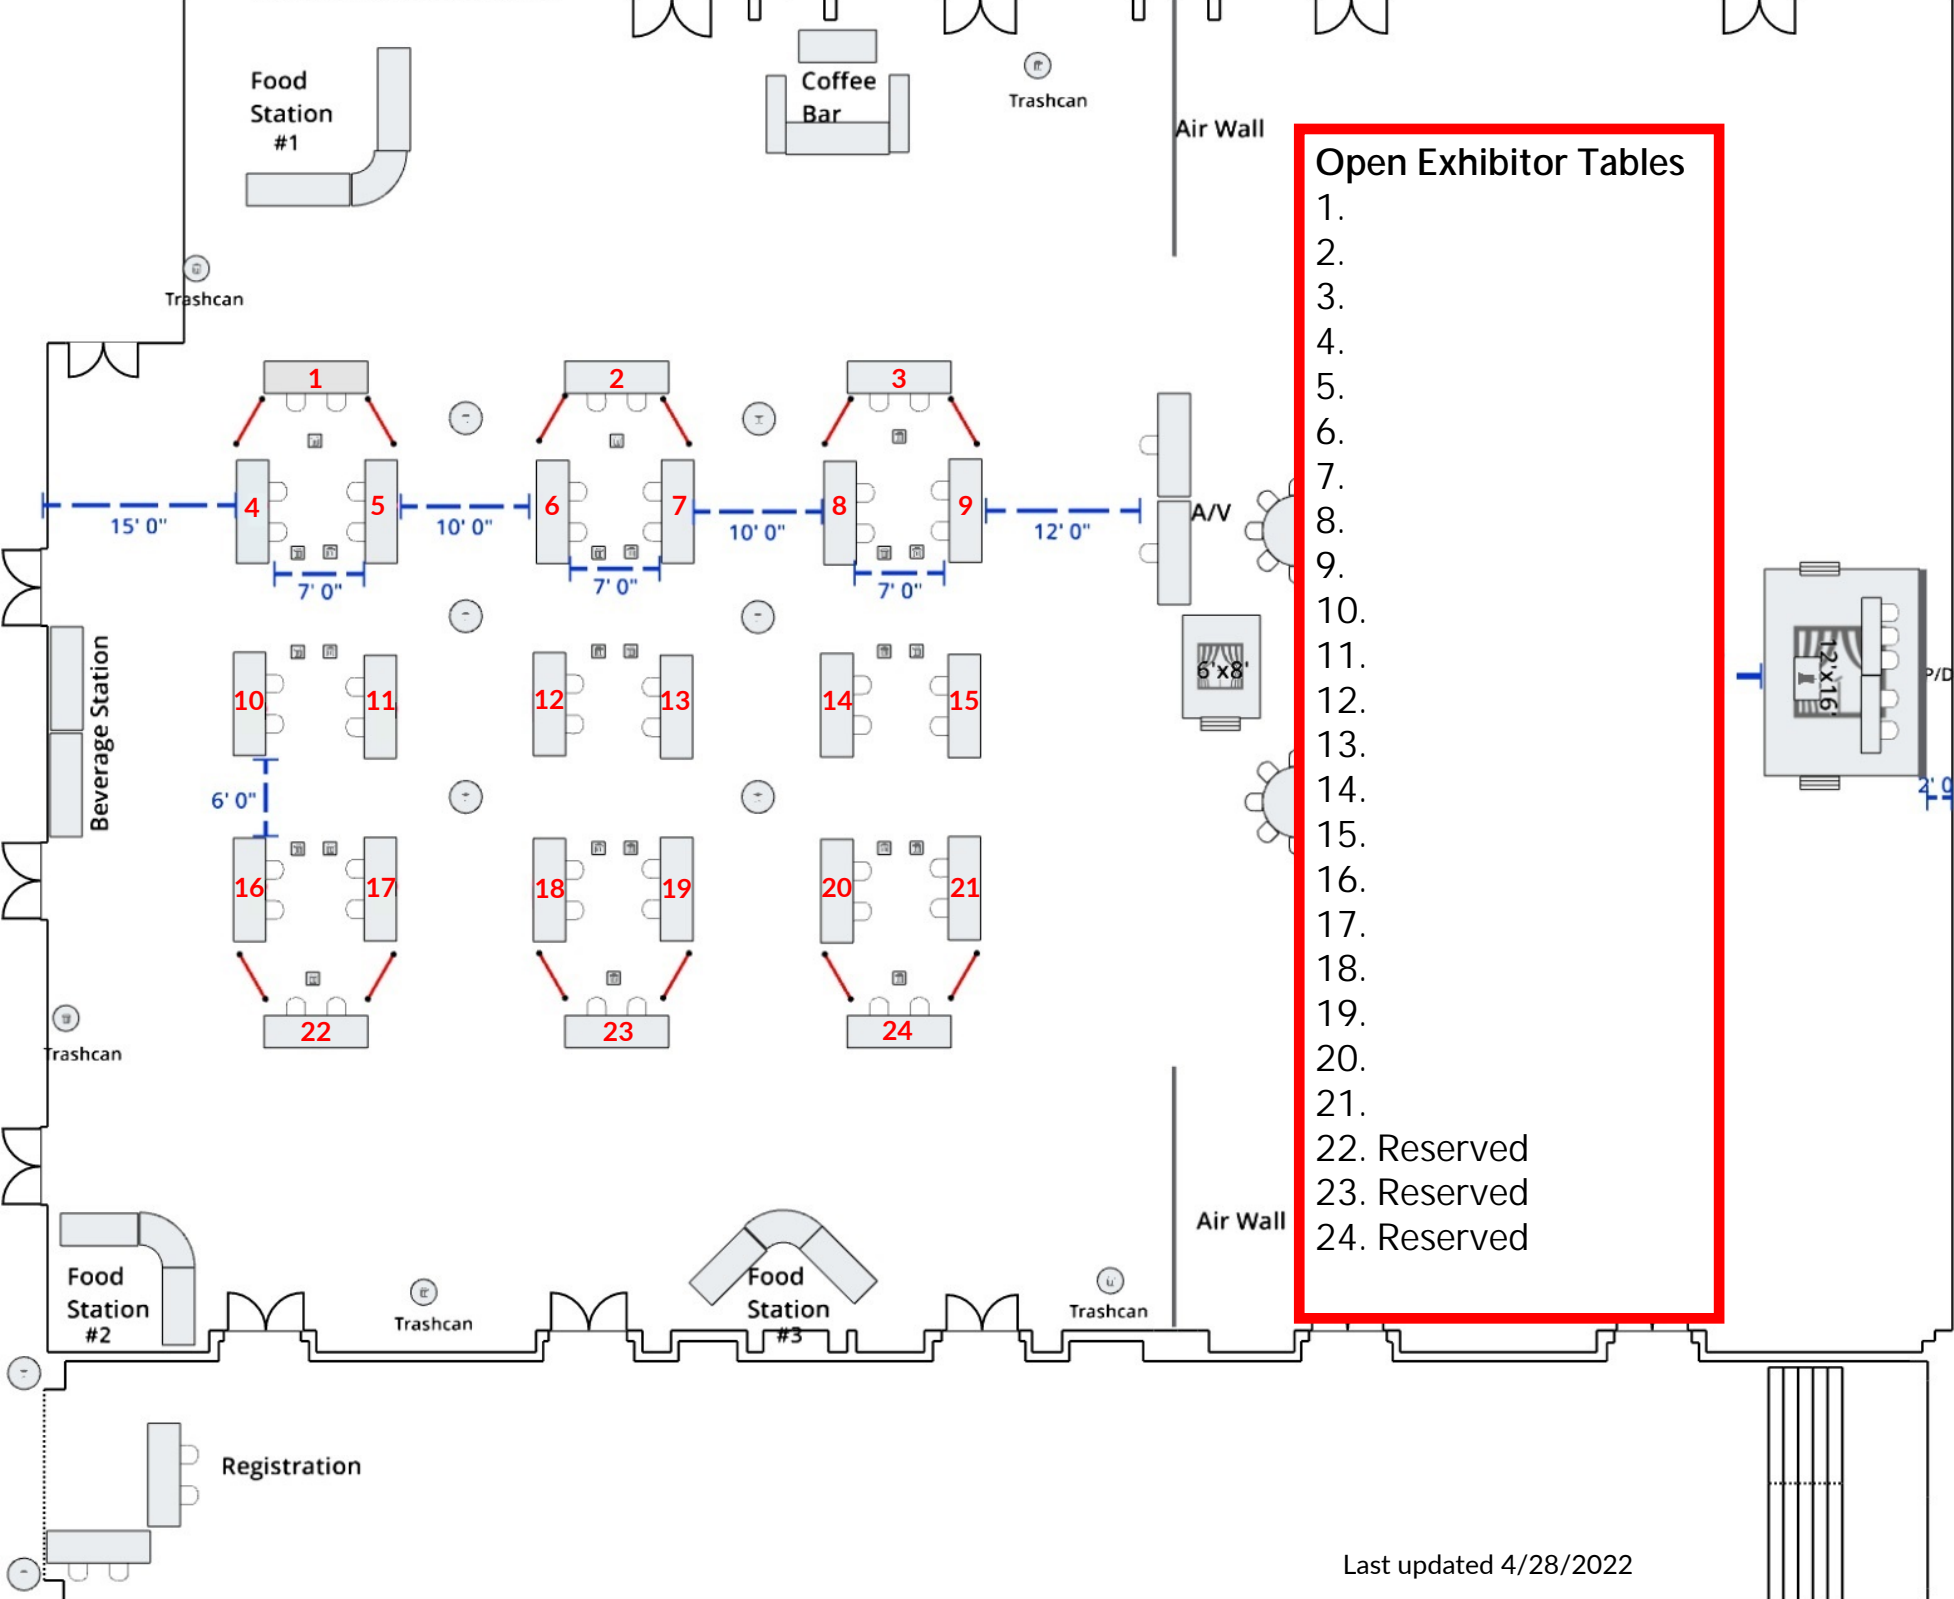 Food
Station
#1
Coffee
Bar
Trashcan
Air Wall
Trashcan
Open Exhibitor Tables
1.
2.
3.
4.
5.
6.
7.
8.
9.
10.
11.
12.
13.
14.
15.
16.
17.
18.
19.
20.
21.
22. Reserved
23. Reserved
24. Reserved
1
2
3
4
5
6
7
8
9
15' 0"
10' 0"
10' 0"
12' 0"
A/V
7' 0"
7' 0"
7' 0"
Beverage Station
10
11
12
13
14
15
6'x8'
12'x16'
P/D
2' 0
6' 0"
16
17
18
19
20
21
22
23
24
Trashcan
Air Wall
Food
Station
#2
Trashcan
Food
Station
#3
Trashcan
Registration
Last updated 4/28/2022